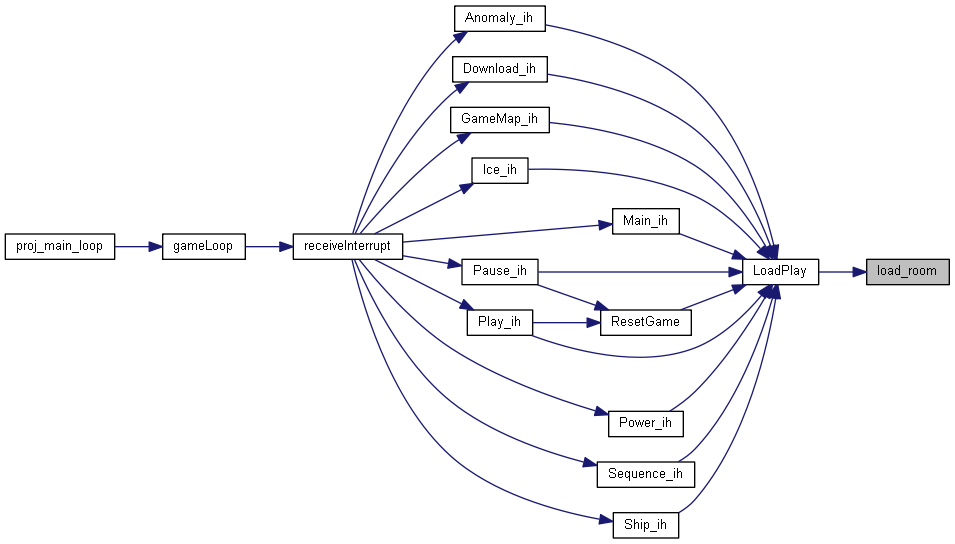 Anomaly_ih
Download_ih
GameMap_ih
Ice_ih
Main_ih
proj_main_loop
gameLoop
receiveInterrupt
Pause_ih
LoadPlay
load_room
Play_ih
ResetGame
Power_ih
Sequence_ih
Ship_ih